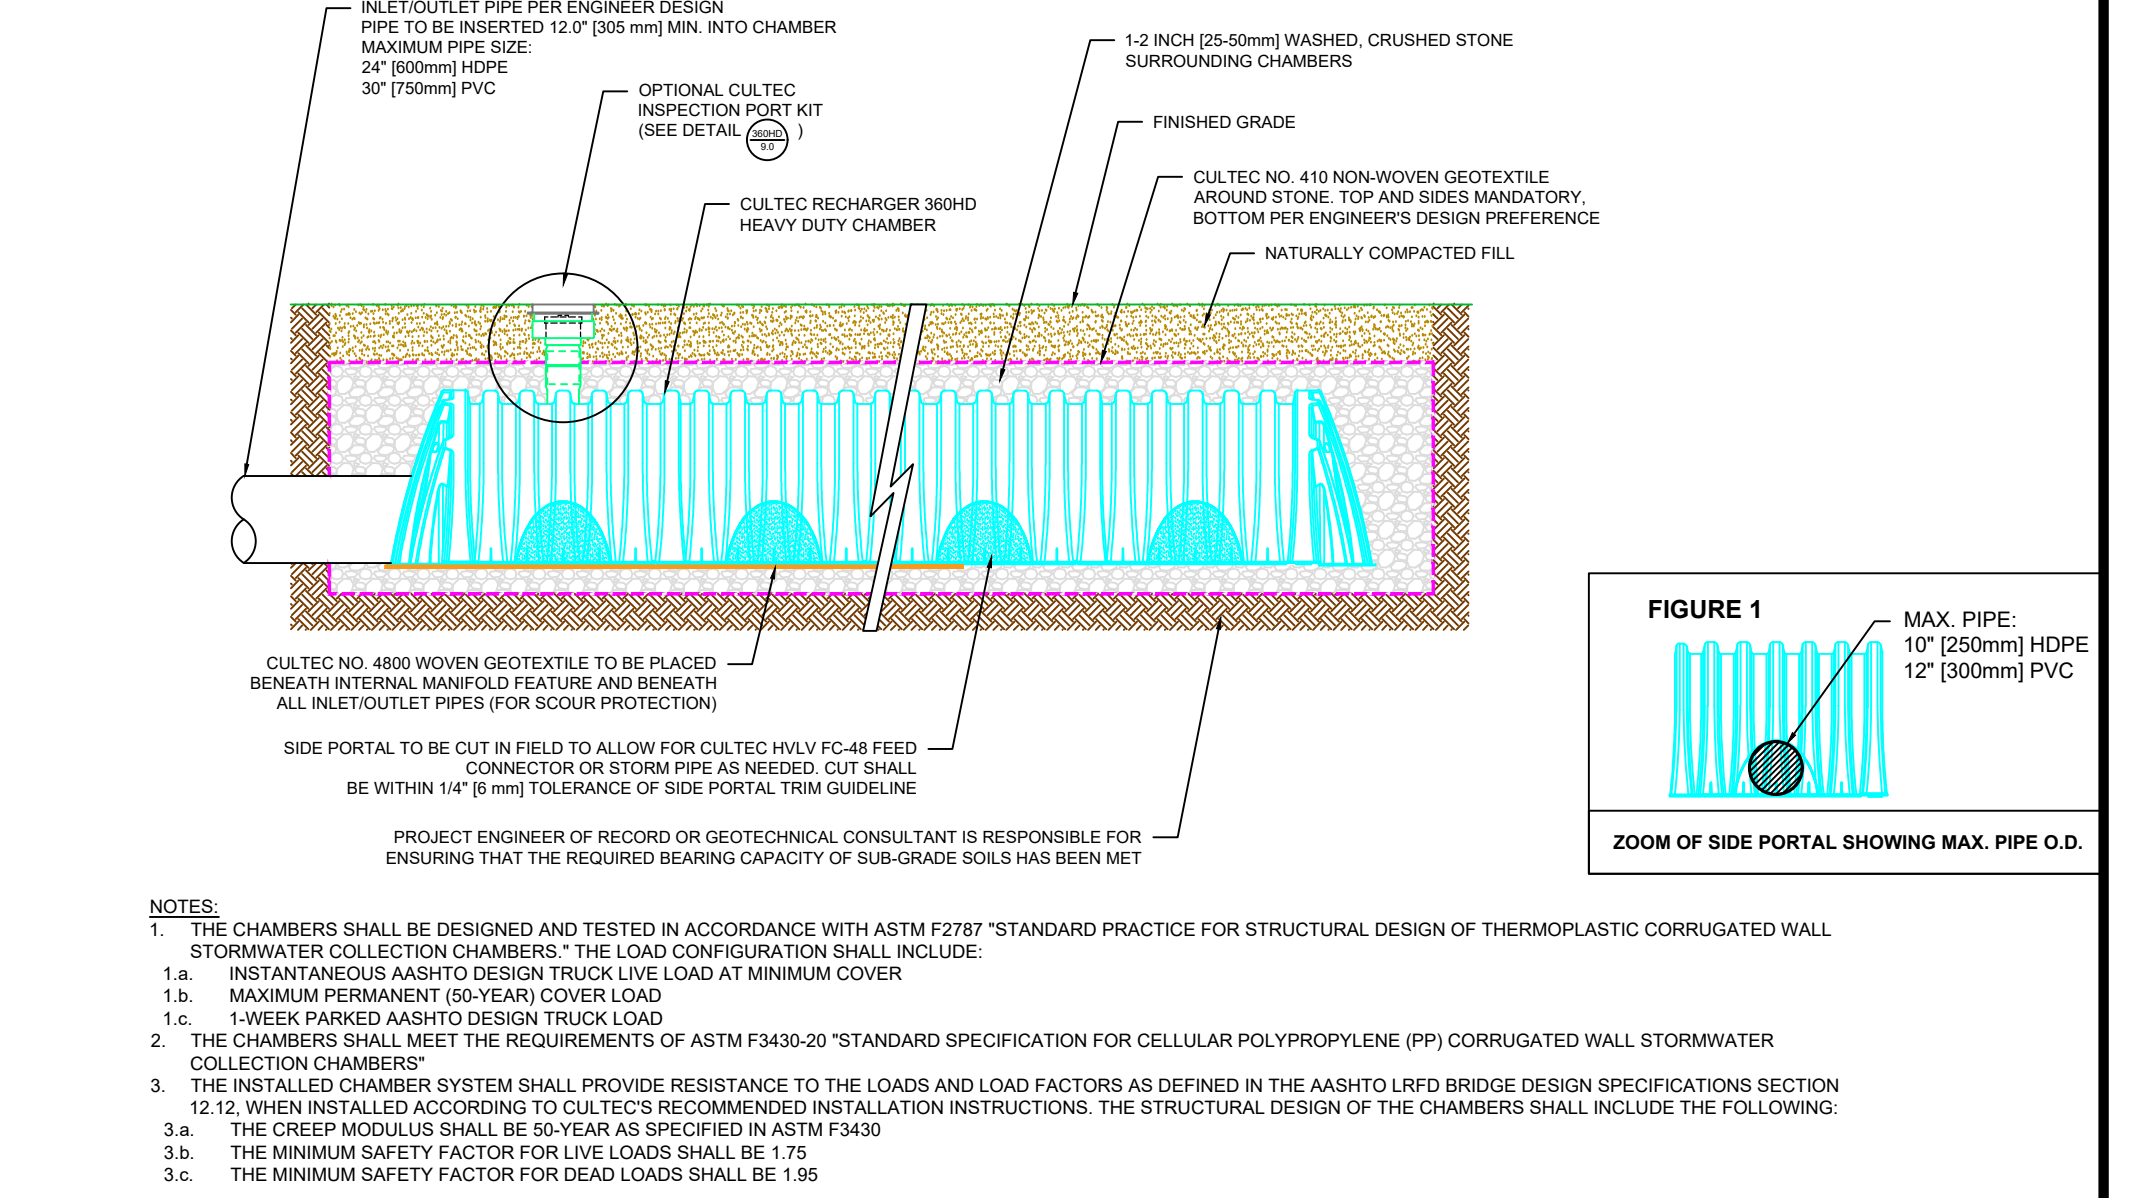 INLET/OUTLET PIPE PER ENGINEER DESIGN
PIPE TO BE INSERTED 12.0" [305 mm] MIN. INTO CHAMBER
MAXIMUM PIPE SIZE:
24" [600mm] HDPE
30" [750mm] PVC
OPTIONAL CULTEC
INSPECTION PORT KIT
(SEE DETAIL 360HD 9.0 )
CULTEC RECHARGER 360HD
HEAVY DUTY CHAMBER
1-2 INCH [25-50mm] WASHED, CRUSHED STONE
SURROUNDING CHAMBERS
FINISHED GRADE
CULTEC NO. 410 NON-WOVEN GEOTEXTILE
AROUND STONE. TOP AND SIDES MANDATORY,
BOTTOM PER ENGINEER'S DESIGN PREFERENCE
NATURALLY COMPACTED FILL
CULTEC NO. 4800 WOVEN GEOTEXTILE TO BE PLACED
BENEATH INTERNAL MANIFOLD FEATURE AND BENEATH
ALL INLET/OUTLET PIPES (FOR SCOUR PROTECTION)
SIDE PORTAL TO BE CUT IN FIELD TO ALLOW FOR CULTEC HVLV FC-48 FEED
CONNECTOR OR STORM PIPE AS NEEDED. CUT SHALL
BE WITHIN 1/4" [6 mm] TOLERANCE OF SIDE PORTAL TRIM GUIDELINE
PROJECT ENGINEER OF RECORD OR GEOTECHNICAL CONSULTANT IS RESPONSIBLE FOR
ENSURING THAT THE REQUIRED BEARING CAPACITY OF SUB-GRADE SOILS HAS BEEN MET
FIGURE 1
MAX. PIPE:
10" [250mm] HDPE
12" [300mm] PVC
ZOOM OF SIDE PORTAL SHOWING MAX. PIPE O.D.
NOTES:
1. THE CHAMBERS SHALL BE DESIGNED AND TESTED IN ACCORDANCE WITH ASTM F2787 "STANDARD PRACTICE FOR STRUCTURAL DESIGN OF THERMOPLASTIC CORRUGATED WALL
STORMWATER COLLECTION CHAMBERS." THE LOAD CONFIGURATION SHALL INCLUDE:
1.a. INSTANTANEOUS AASHTO DESIGN TRUCK LIVE LOAD AT MINIMUM COVER
1.b. MAXIMUM PERMANENT (50-YEAR) COVER LOAD
1.c. 1-WEEK PARKED AASHTO DESIGN TRUCK LOAD
2. THE CHAMBERS SHALL MEET THE REQUIREMENTS OF ASTM F3430-20 "STANDARD SPECIFICATION FOR CELLULAR POLYPROPYLENE (PP) CORRUGATED WALL STORMWATER
COLLECTION CHAMBERS"
3. THE INSTALLED CHAMBER SYSTEM SHALL PROVIDE RESISTANCE TO THE LOADS AND LOAD FACTORS AS DEFINED IN THE AASHTO LRFD BRIDGE DESIGN SPECIFICATIONS SECTION
12.12, WHEN INSTALLED ACCORDING TO CULTEC'S RECOMMENDED INSTALLATION INSTRUCTIONS. THE STRUCTURAL DESIGN OF THE CHAMBERS SHALL INCLUDE THE FOLLOWING:
3.a. THE CREEP MODULUS SHALL BE 50-YEAR AS SPECIFIED IN ASTM F3430
3.b. THE MINIMUM SAFETY FACTOR FOR LIVE LOADS SHALL BE 1.75
3.c. THE MINIMUM SAFETY FACTOR FOR DEAD LOADS SHALL BE 1.95